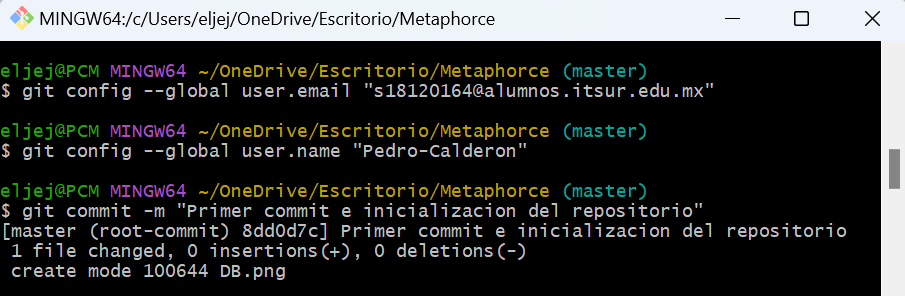 MINGW64:/c/Users/eljej/OneDrive/Escritorio/Metaphorce
eljej@PCM MINGW64 ~/OneDrive/Escritorio/Metaphorce (master)
$ git config --global user.email "s18120164@alumnos.itsur.edu.mx"
eljej@PCM MINGW64 ~/OneDrive/Escritorio/Metaphorce (master)
$ git config --global user.name "Pedro-Calderon"
eljej@PCM MINGW64 ~/OneDrive/Escritorio/Metaphorce (master)
$ git commit -m "Primer commit e inicializacion del repositorio"
[master (root-commit) 8dd0d7c] Primer commit e inicializacion del repositorio
 1 file changed, 0 insertions(+), 0 deletions(-)
 create mode 100644 DB.png